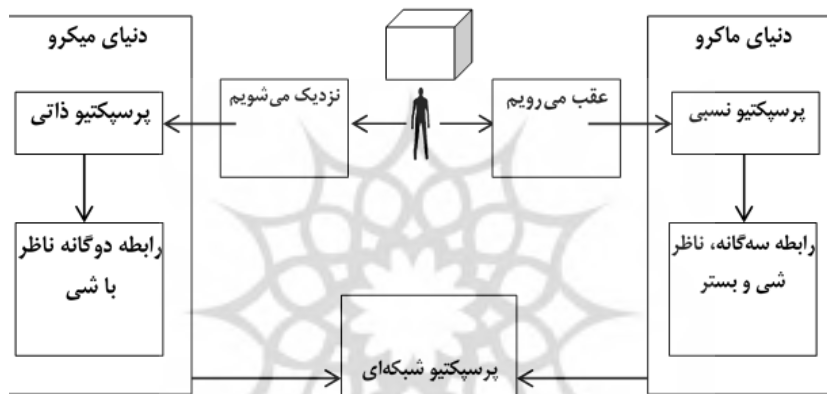 دنیای ماکرو
دنیای میکرو
عقب می‌رویم
نزدیک می‌شویم
پرسپکتیو نسبی
پرسپکتیو ذاتی
رابطه سه‌گانه، ناظر
شی و بستر
رابطه دوگانه ناظر
با شی
پرسپکتیو شبکه‌ای